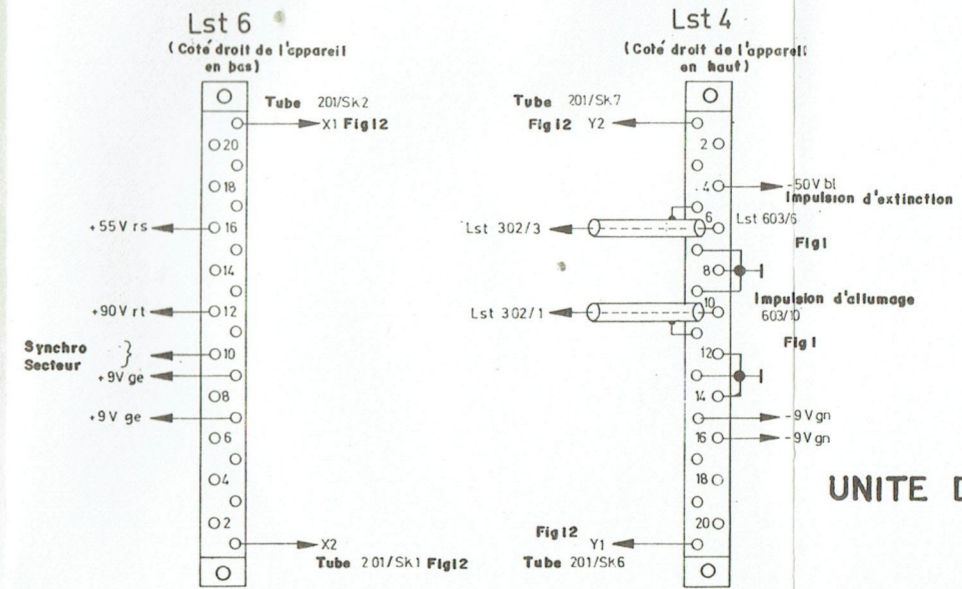 Lst 6
(Coté droit de l'appareil
en bas)
Tube 201/SK2
X1 Fig12
20
18
+55V rs
16
14
+90V rt
12
Synchro
Secteur
}
10
+9V ge
8
+9V ge
6
4
2
X2
Tube 201/SK1 Fig12
Lst 4
(Coté droit de l'appareil
en haut)
Tube 201/SK7
Fig12 Y2
2
4
-50V bl
Impulsion d'extinction
6
Lst 603/6
Lst 302/3
Fig1
8
Impulsion d'allumage
10
603/10
Lst 302/1
Fig1
12
14
-9V gn
16
-9V gn
18
20
Fig12 Y1
Tube 201/SK6
UNITE D